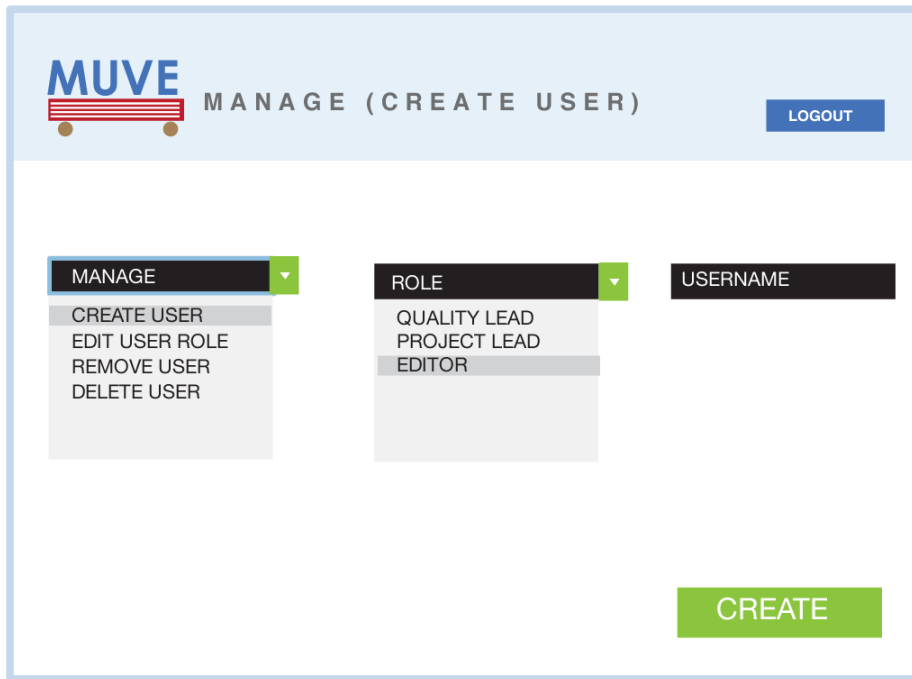 MUVE
MANAGE (CREATE USER)
LOGOUT
MANAGE
CREATE USER
EDIT USER ROLE
REMOVE USER
DELETE USER
ROLE
QUALITY LEAD
PROJECT LEAD
EDITOR
USERNAME
CREATE